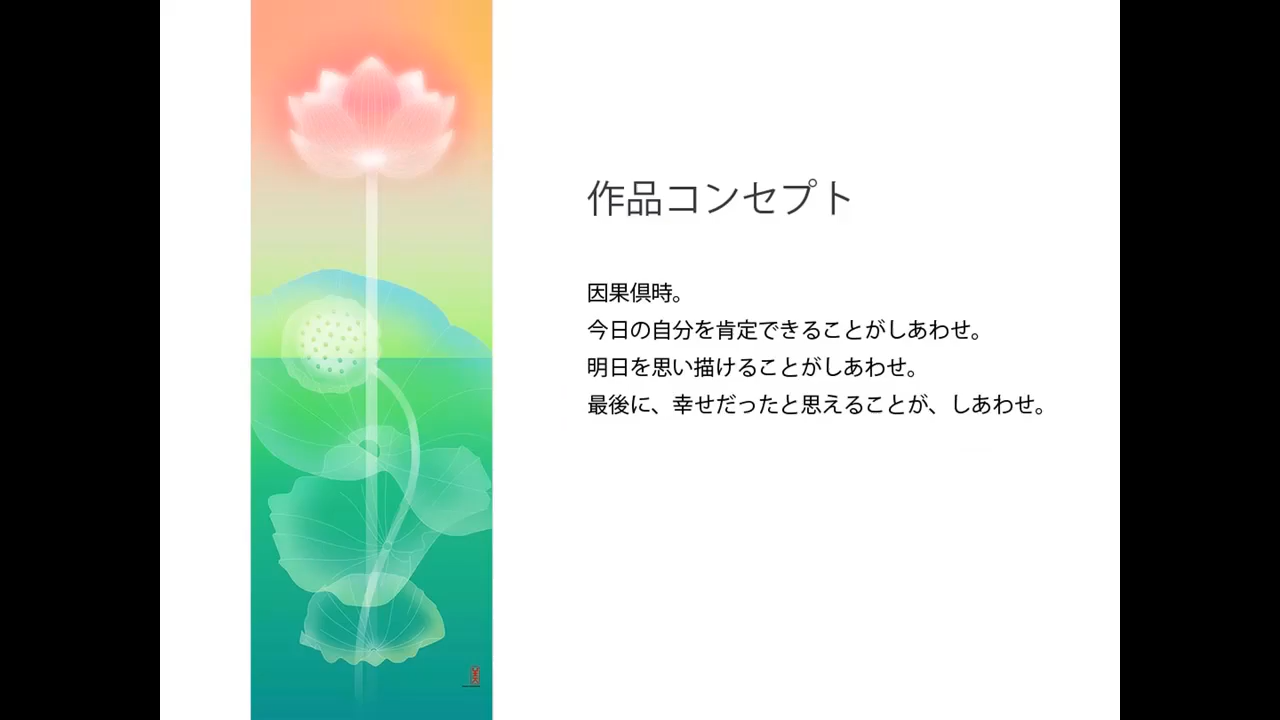 作品コンセプト
因果倶時。
今日の自分を肯定できることがしあわせ。
明日を思い描けることがしあわせ。
最後に、幸せだったと思えることが、しあわせ。